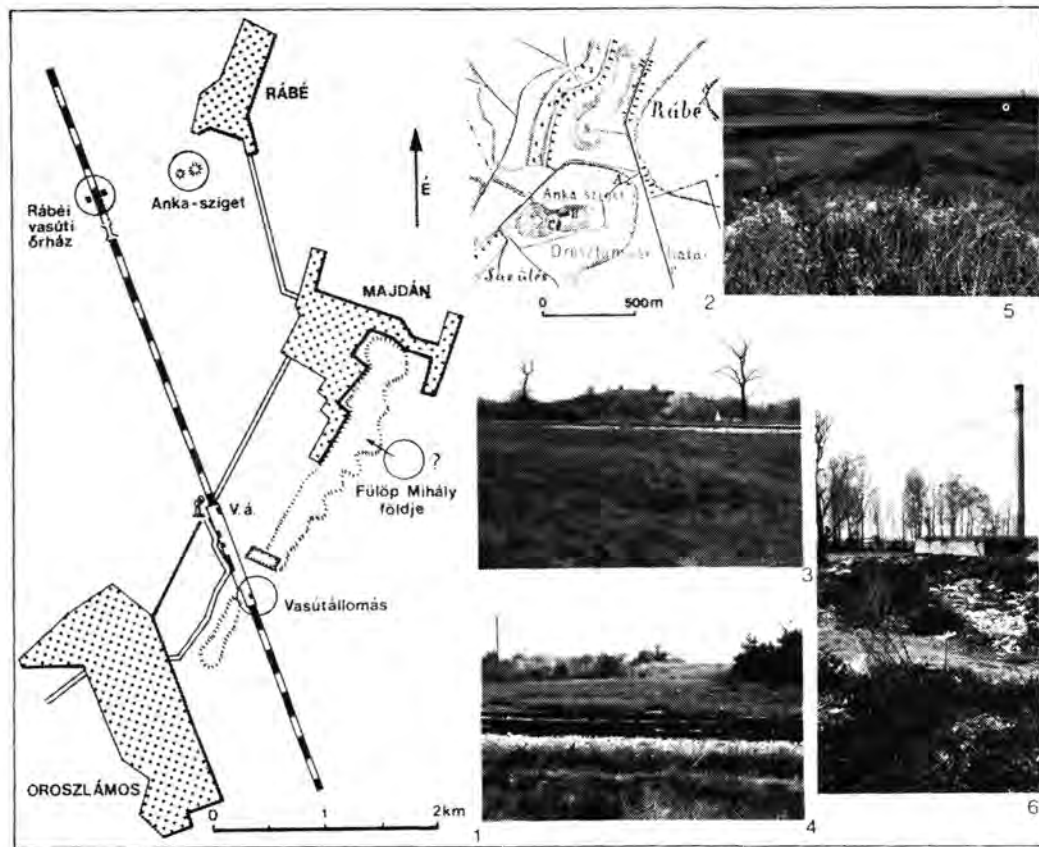 RÁBÉ
É
Rábéi
vasúti
őrház
Anka-sziget
MAJDÁN
?
Fülöp Mihály
földje
V.á.
Vasútállomás
OROSZLÁMOS
0 1 2km
1
Rábé
A
Anka sziget
B
C
0 500m
2
5
3
4
6